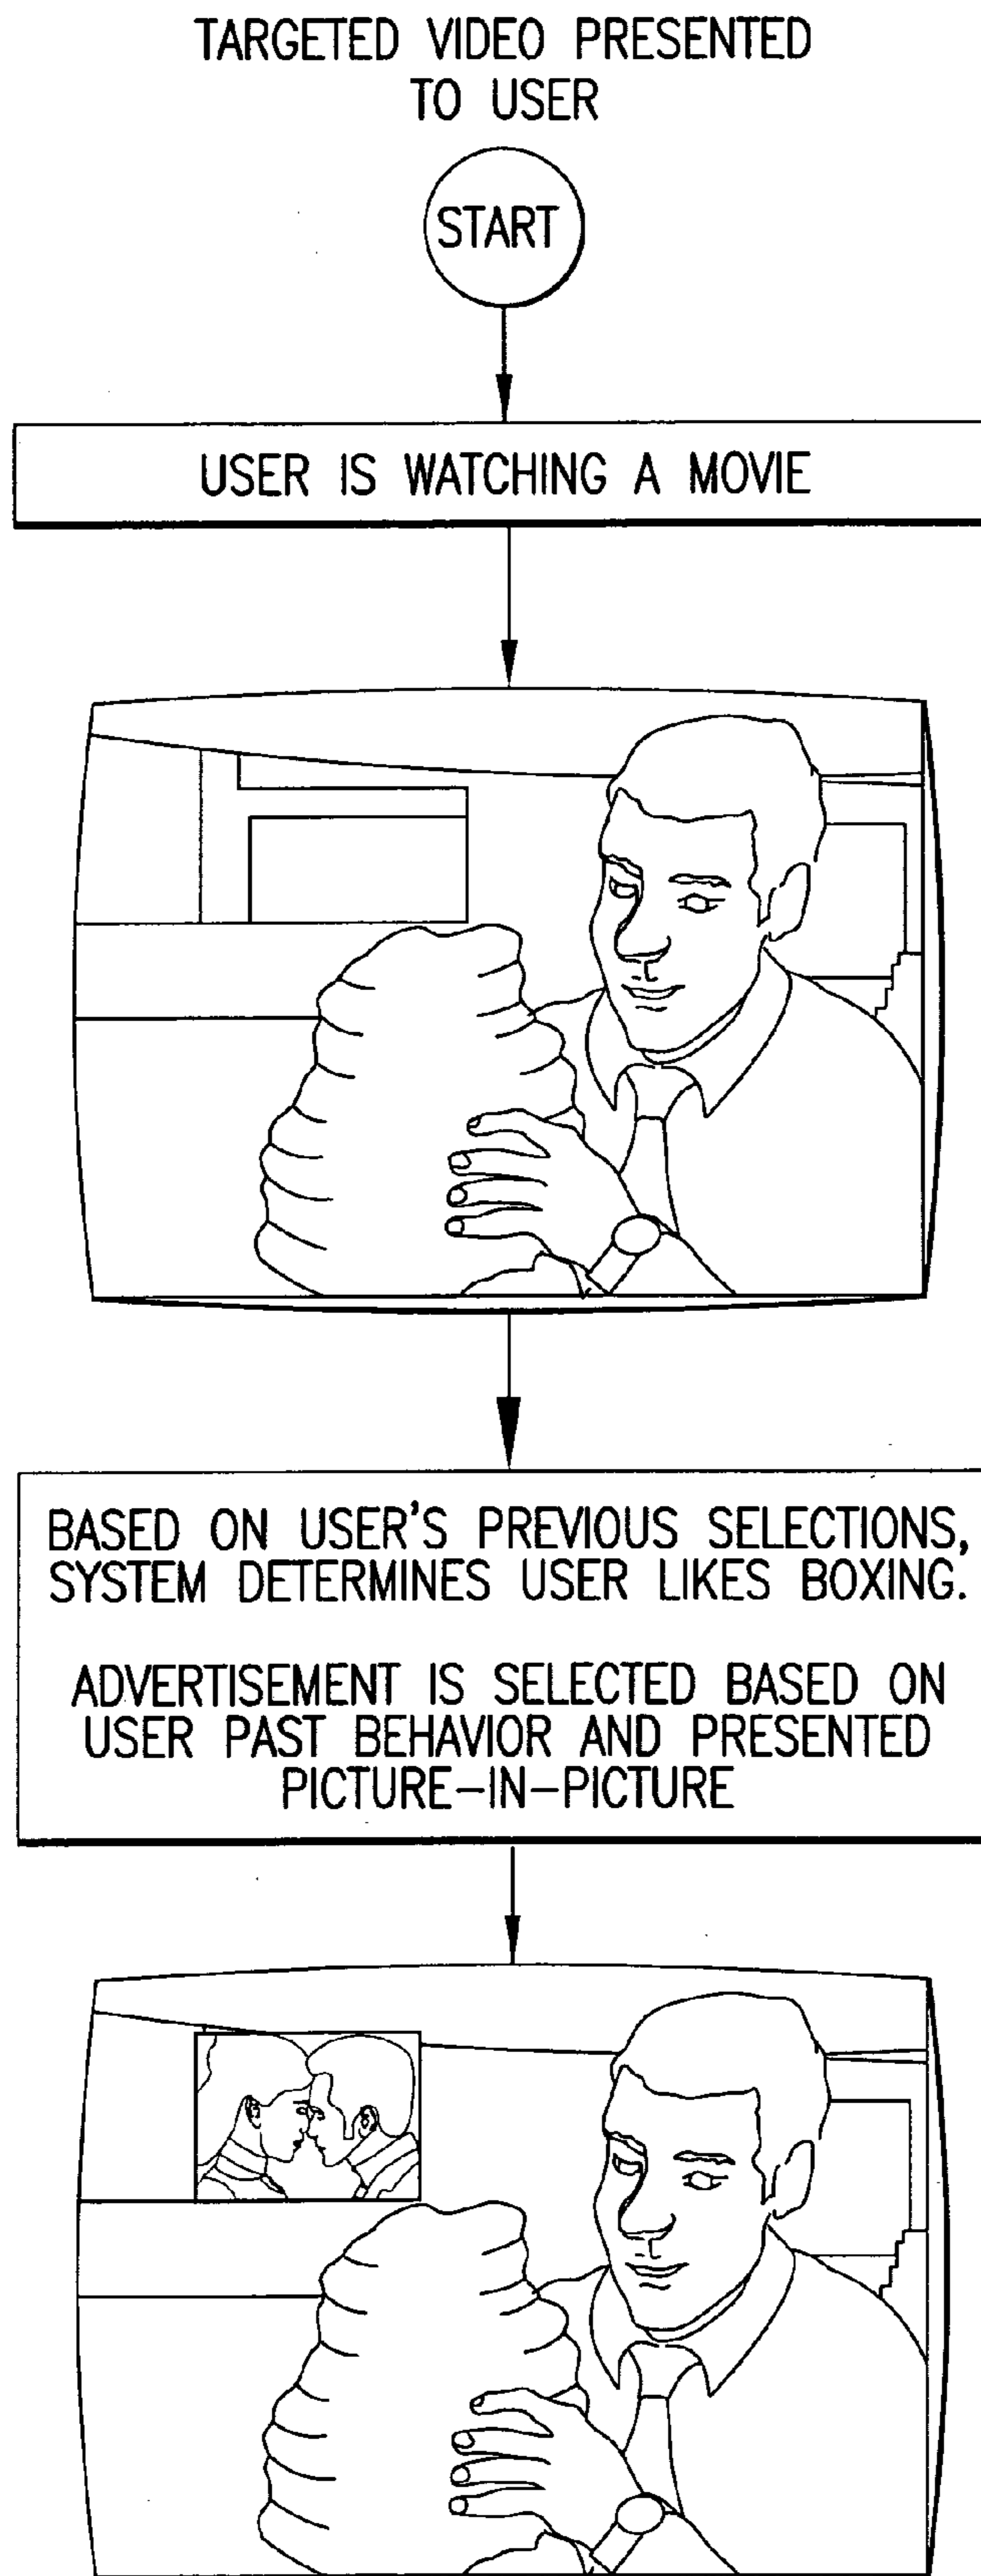 TARGETED VIDEO PRESENTED
TO USER
START
USER IS WATCHING A MOVIE
BASED ON USER'S PREVIOUS SELECTIONS,
SYSTEM DETERMINES USER LIKES BOXING.
ADVERTISEMENT IS SELECTED BASED ON
USER PAST BEHAVIOR AND PRESENTED
PICTURE-IN-PICTURE